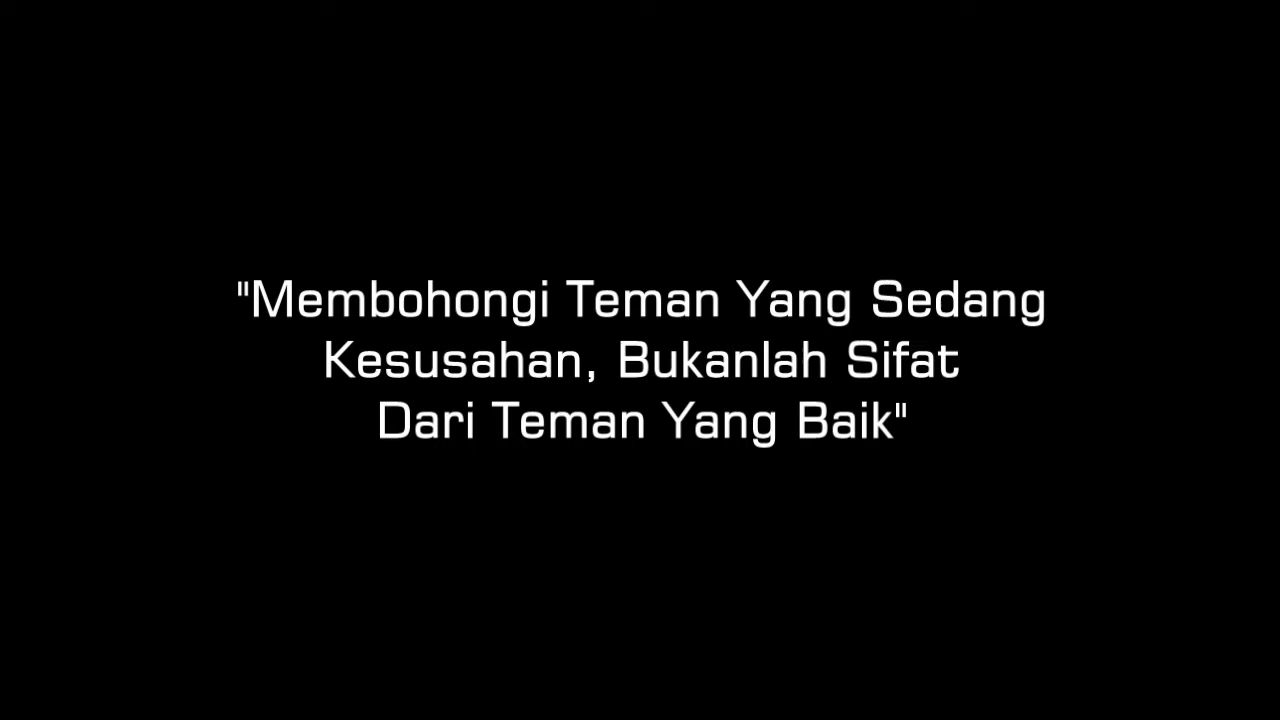 "Membohongi Teman Yang Sedang
Kesusahan, Bukanlah Sifat
Dari Teman Yang Baik"